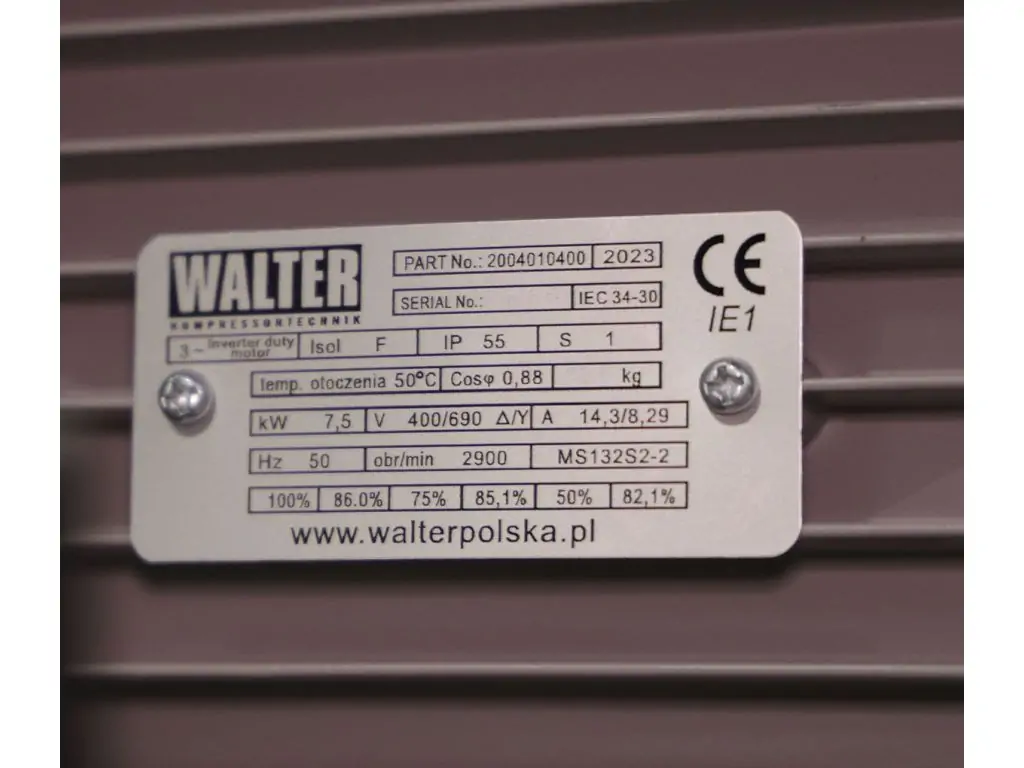 WALTER
KOMPRESSORTECHNIK
PART No.: 2004010400 2023
SERIAL No.: IEC 34-30
CE
IE1
3~ Inverter duty motor Isol F IP 55 S 1
temp. otoczenia 50°C Cosφ 0,88 kg
kW 7,5 V 400/690 Δ/Y A 14,3/8,29
Hz 50 obr/min 2900 MS132S2-2
100% 86.0% 75% 85,1% 50% 82,1%
www.walterpolska.pl